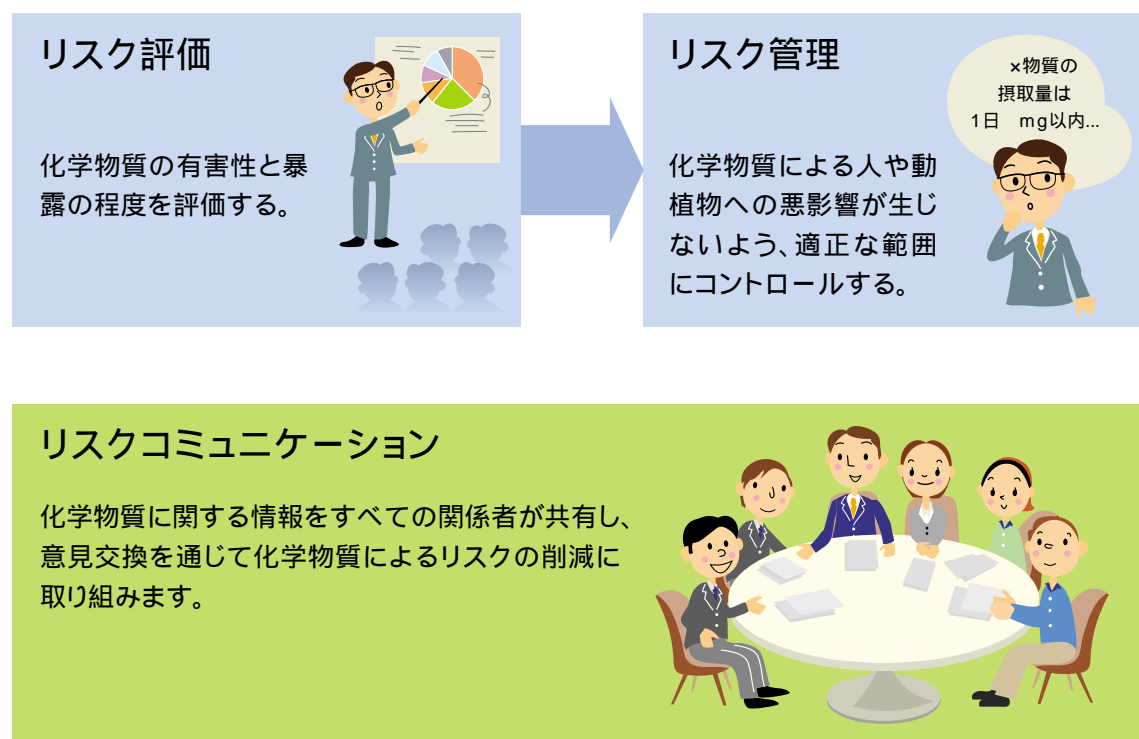 リスク評価
化学物質の有害性と暴
露の程度を評価する。
リスク管理
×物質の
摂取量は
1日　mg以内...
化学物質による人や動
植物への悪影響が生じ
ないよう、適正な範囲
にコントロールする。
リスクコミュニケーション
化学物質に関する情報をすべての関係者が共有し、
意見交換を通じて化学物質によるリスクの削減に
取り組みます。